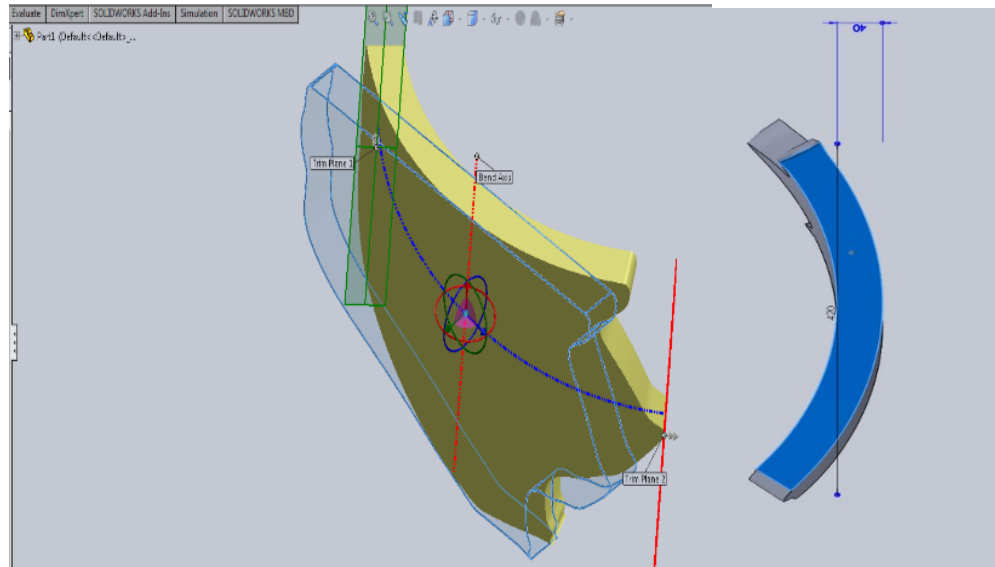 Evaluate DimXpert SOLIDWORKS Add-Ins Simulation SOLIDWORKS MBD
Part1 (Default<<Default>_...
40
Trim Plane 1
Bend Axis
420
Trim Plane 2